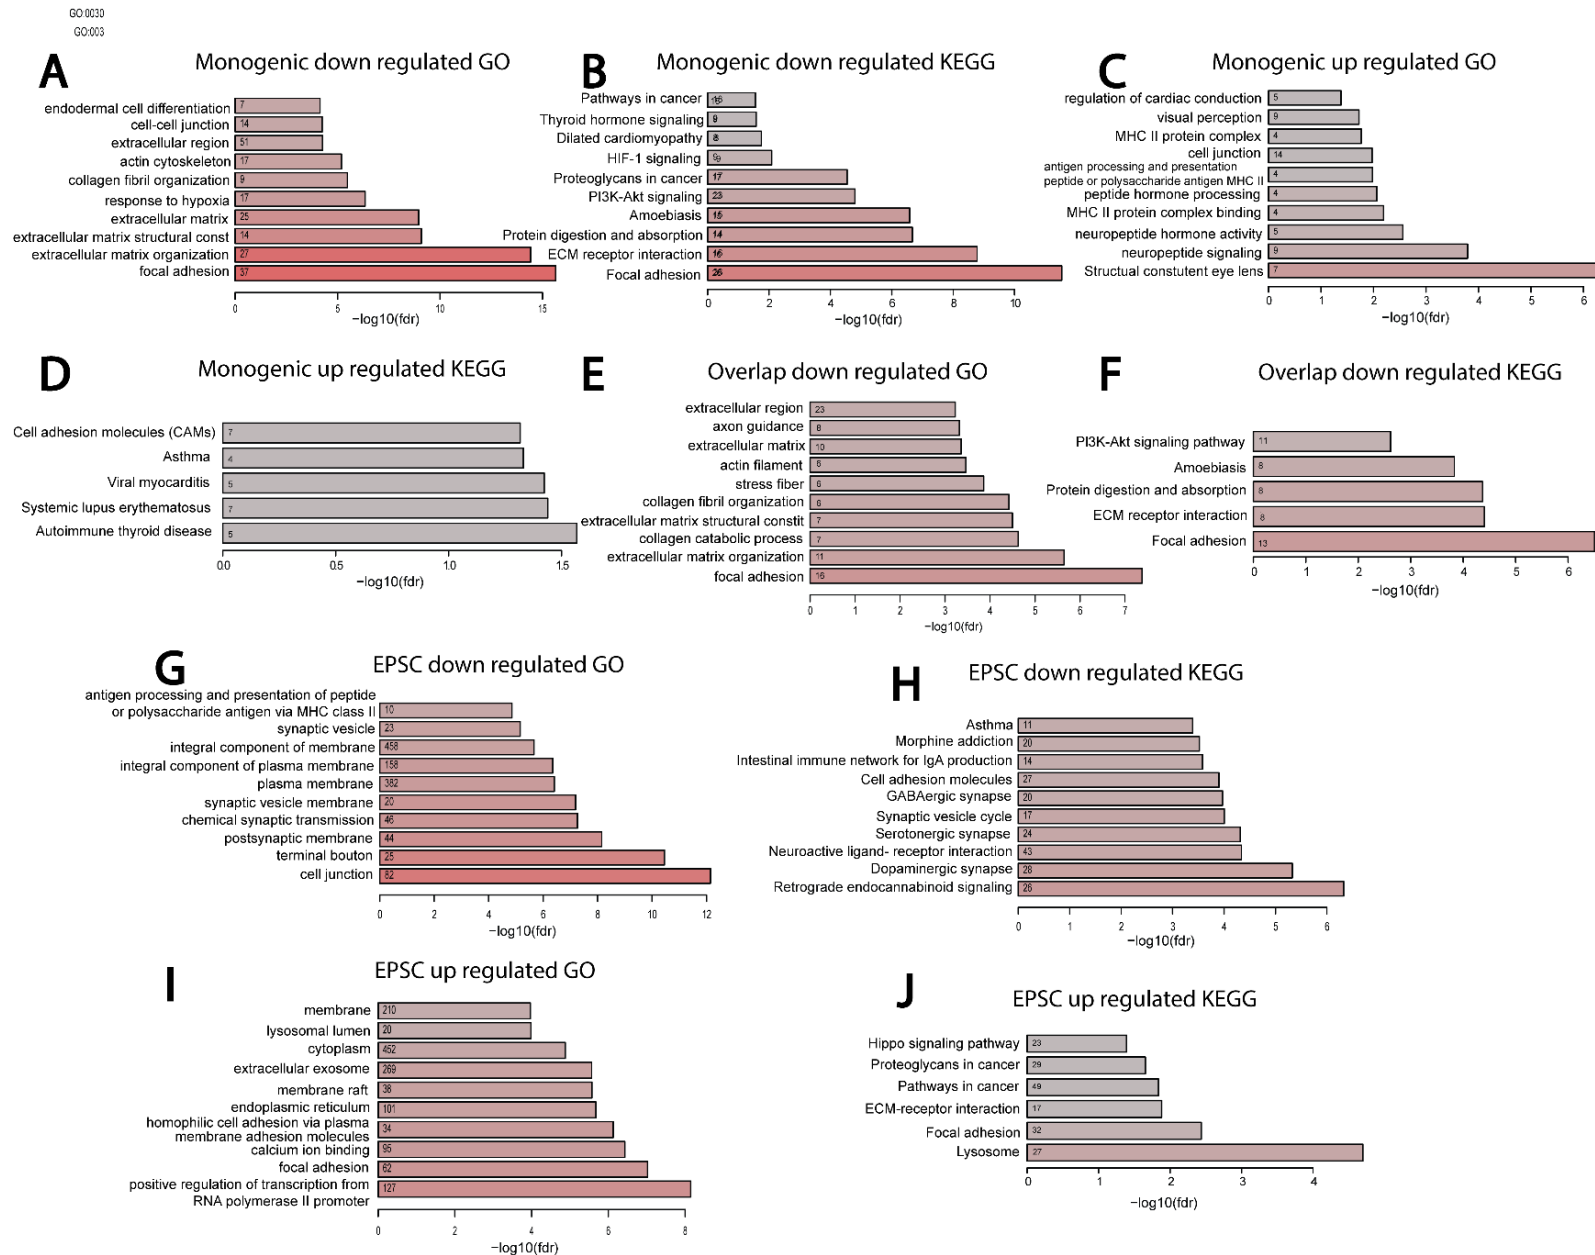 GO:0030
GO:003
A
Monogenic down regulated GO
endodermal cell differentiation 7
cell-cell junction 14
extracellular region 51
actin cytoskeleton 17
collagen fibril organization 9
response to hypoxia 17
extracellular matrix 25
extracellular matrix structural const 14
extracellular matrix organization 27
focal adhesion 37
0 5 10 15
−log10(fdr)
B
Monogenic down regulated KEGG
Pathways in cancer
Thyroid hormone signaling 9
Dilated cardiomyopathy 8
HIF-1 signaling 9
Proteoglycans in cancer 17
PI3K-Akt signaling 23
Amoebiasis 15
Protein digestion and absorption 14
ECM receptor interaction 16
Focal adhesion 26
0 2 4 6 8 10
−log10(fdr)
C
Monogenic up regulated GO
regulation of cardiac conduction 5
visual perception 9
MHC II protein complex 4
cell junction 14
antigen processing and presentation
peptide or polysaccharide antigen MHC II 4
peptide hormone processing 4
MHC II protein complex binding 4
neuropeptide hormone activity 5
neuropeptide signaling 9
Structual constutent eye lens 7
0 1 2 3 4 5 6
−log10(fdr)
D
Monogenic up regulated KEGG
Cell adhesion molecules (CAMs) 7
Asthma 4
Viral myocarditis 5
Systemic lupus erythematosus 7
Autoimmune thyroid disease 5
0.0 0.5 1.0 1.5
−log10(fdr)
E
Overlap down regulated GO
extracellular region 23
axon guidance 8
extracellular matrix 10
actin filament 6
stress fiber 6
collagen fibril organization 6
extracellular matrix structural constit 7
collagen catabolic process 7
extracellular matrix organization 11
focal adhesion 16
0 1 2 3 4 5 6 7
−log10(fdr)
F
Overlap down regulated KEGG
PI3K-Akt signaling pathway 11
Amoebiasis 8
Protein digestion and absorption 8
ECM receptor interaction 8
Focal adhesion 13
0 1 2 3 4 5 6
−log10(fdr)
G
EPSC down regulated GO
antigen processing and presentation of peptide
or polysaccharide antigen via MHC class II 10
synaptic vesicle 23
integral component of membrane 458
integral component of plasma membrane 158
plasma membrane 382
synaptic vesicle membrane 20
chemical synaptic transmission 46
postsynaptic membrane 44
terminal bouton 25
cell junction 82
0 2 4 6 8 10 12
−log10(fdr)
H
EPSC down regulated KEGG
Asthma 11
Morphine addiction 20
Intestinal immune network for IgA production 14
Cell adhesion molecules 27
GABAergic synapse 20
Synaptic vesicle cycle 17
Serotonergic synapse 24
Neuroactive ligand- receptor interaction 43
Dopaminergic synapse 28
Retrograde endocannabinoid signaling 26
0 1 2 3 4 5 6
−log10(fdr)
I
EPSC up regulated GO
membrane 210
lysosomal lumen 20
cytoplasm 452
extracellular exosome 269
membrane raft 38
endoplasmic reticulum 101
homophilic cell adhesion via plasma
membrane adhesion molecules 34
calcium ion binding 95
focal adhesion 62
positive regulation of transcription from
RNA polymerase II promoter 127
0 2 4 6 8
−log10(fdr)
J
EPSC up regulated KEGG
Hippo signaling pathway 23
Proteoglycans in cancer 29
Pathways in cancer 49
ECM-receptor interaction 17
Focal adhesion 32
Lysosome 27
0 1 2 3 4
−log10(fdr)